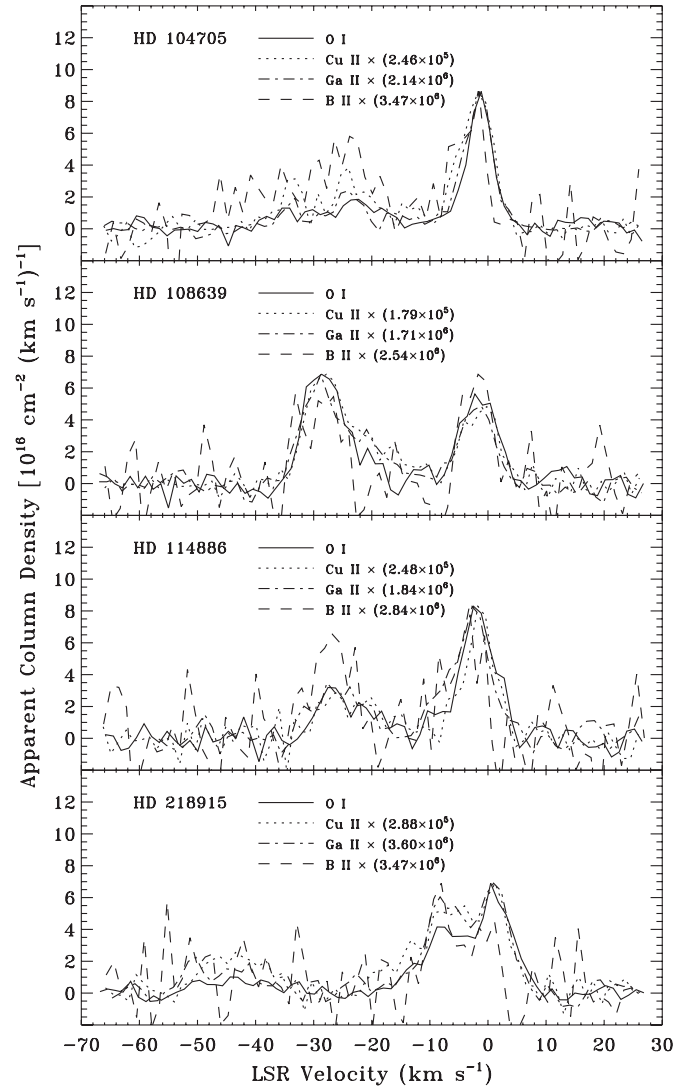 HD 104705
O I
Cu II × (2.46×10⁵)
Ga II × (2.14×10⁶)
B II × (3.47×10⁶)
12
10
8
6
4
2
0
HD 108639
O I
Cu II × (1.79×10⁵)
Ga II × (1.71×10⁶)
B II × (2.54×10⁶)
12
10
8
6
4
2
0
HD 114886
O I
Cu II × (2.48×10⁵)
Ga II × (1.84×10⁶)
B II × (2.84×10⁶)
12
10
8
6
4
2
0
HD 218915
O I
Cu II × (2.88×10⁵)
Ga II × (3.60×10⁶)
B II × (3.47×10⁶)
12
10
8
6
4
2
0
Apparent Column Density [10¹⁶ cm⁻² (km s⁻¹)⁻¹]
−70 −60 −50 −40 −30 −20 −10 0 10 20 30
LSR Velocity (km s⁻¹)